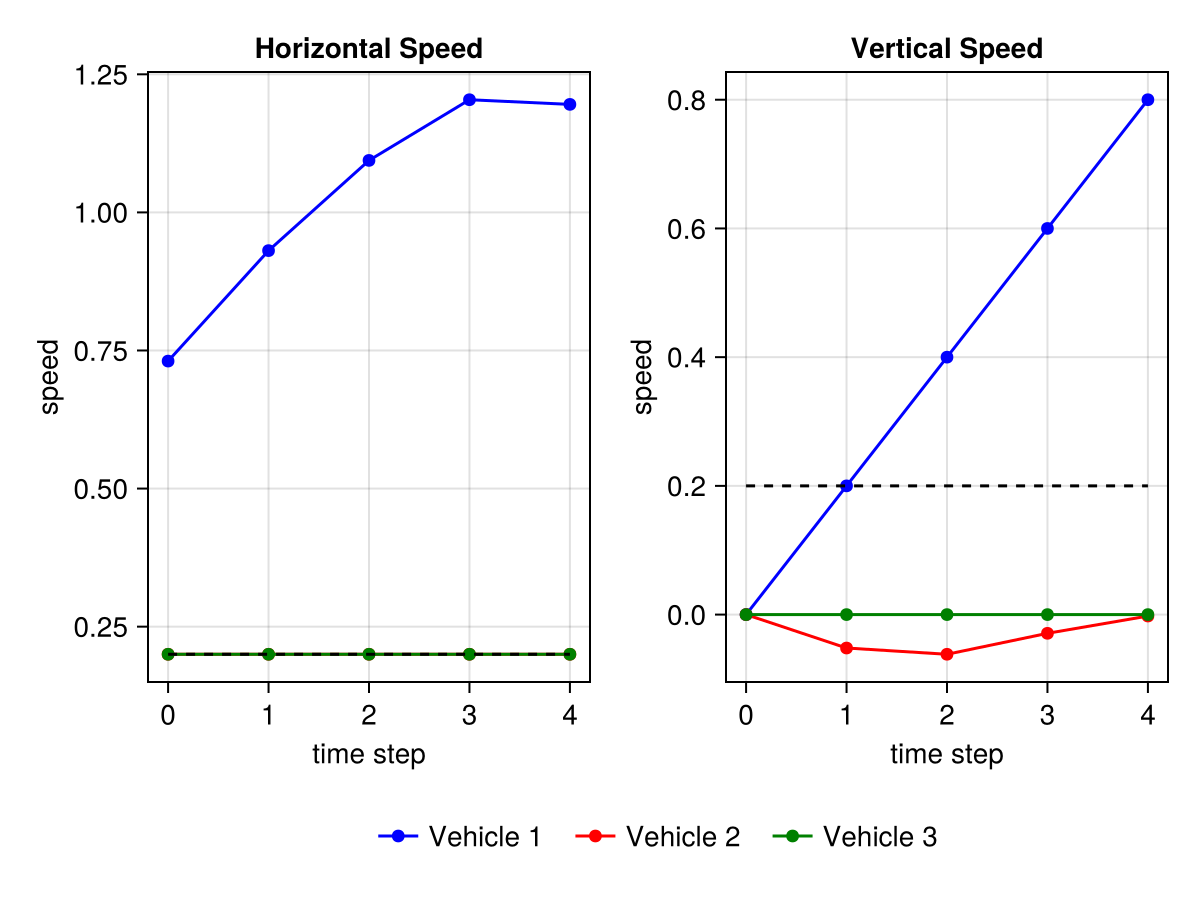 Horizontal Speed
1.25
1.00
0.75
0.50
0.25
speed
0 1 2 3 4
time step
Vertical Speed
0.8
0.6
0.4
0.2
0.0
speed
0 1 2 3 4
time step
Vehicle 1 Vehicle 2 Vehicle 3